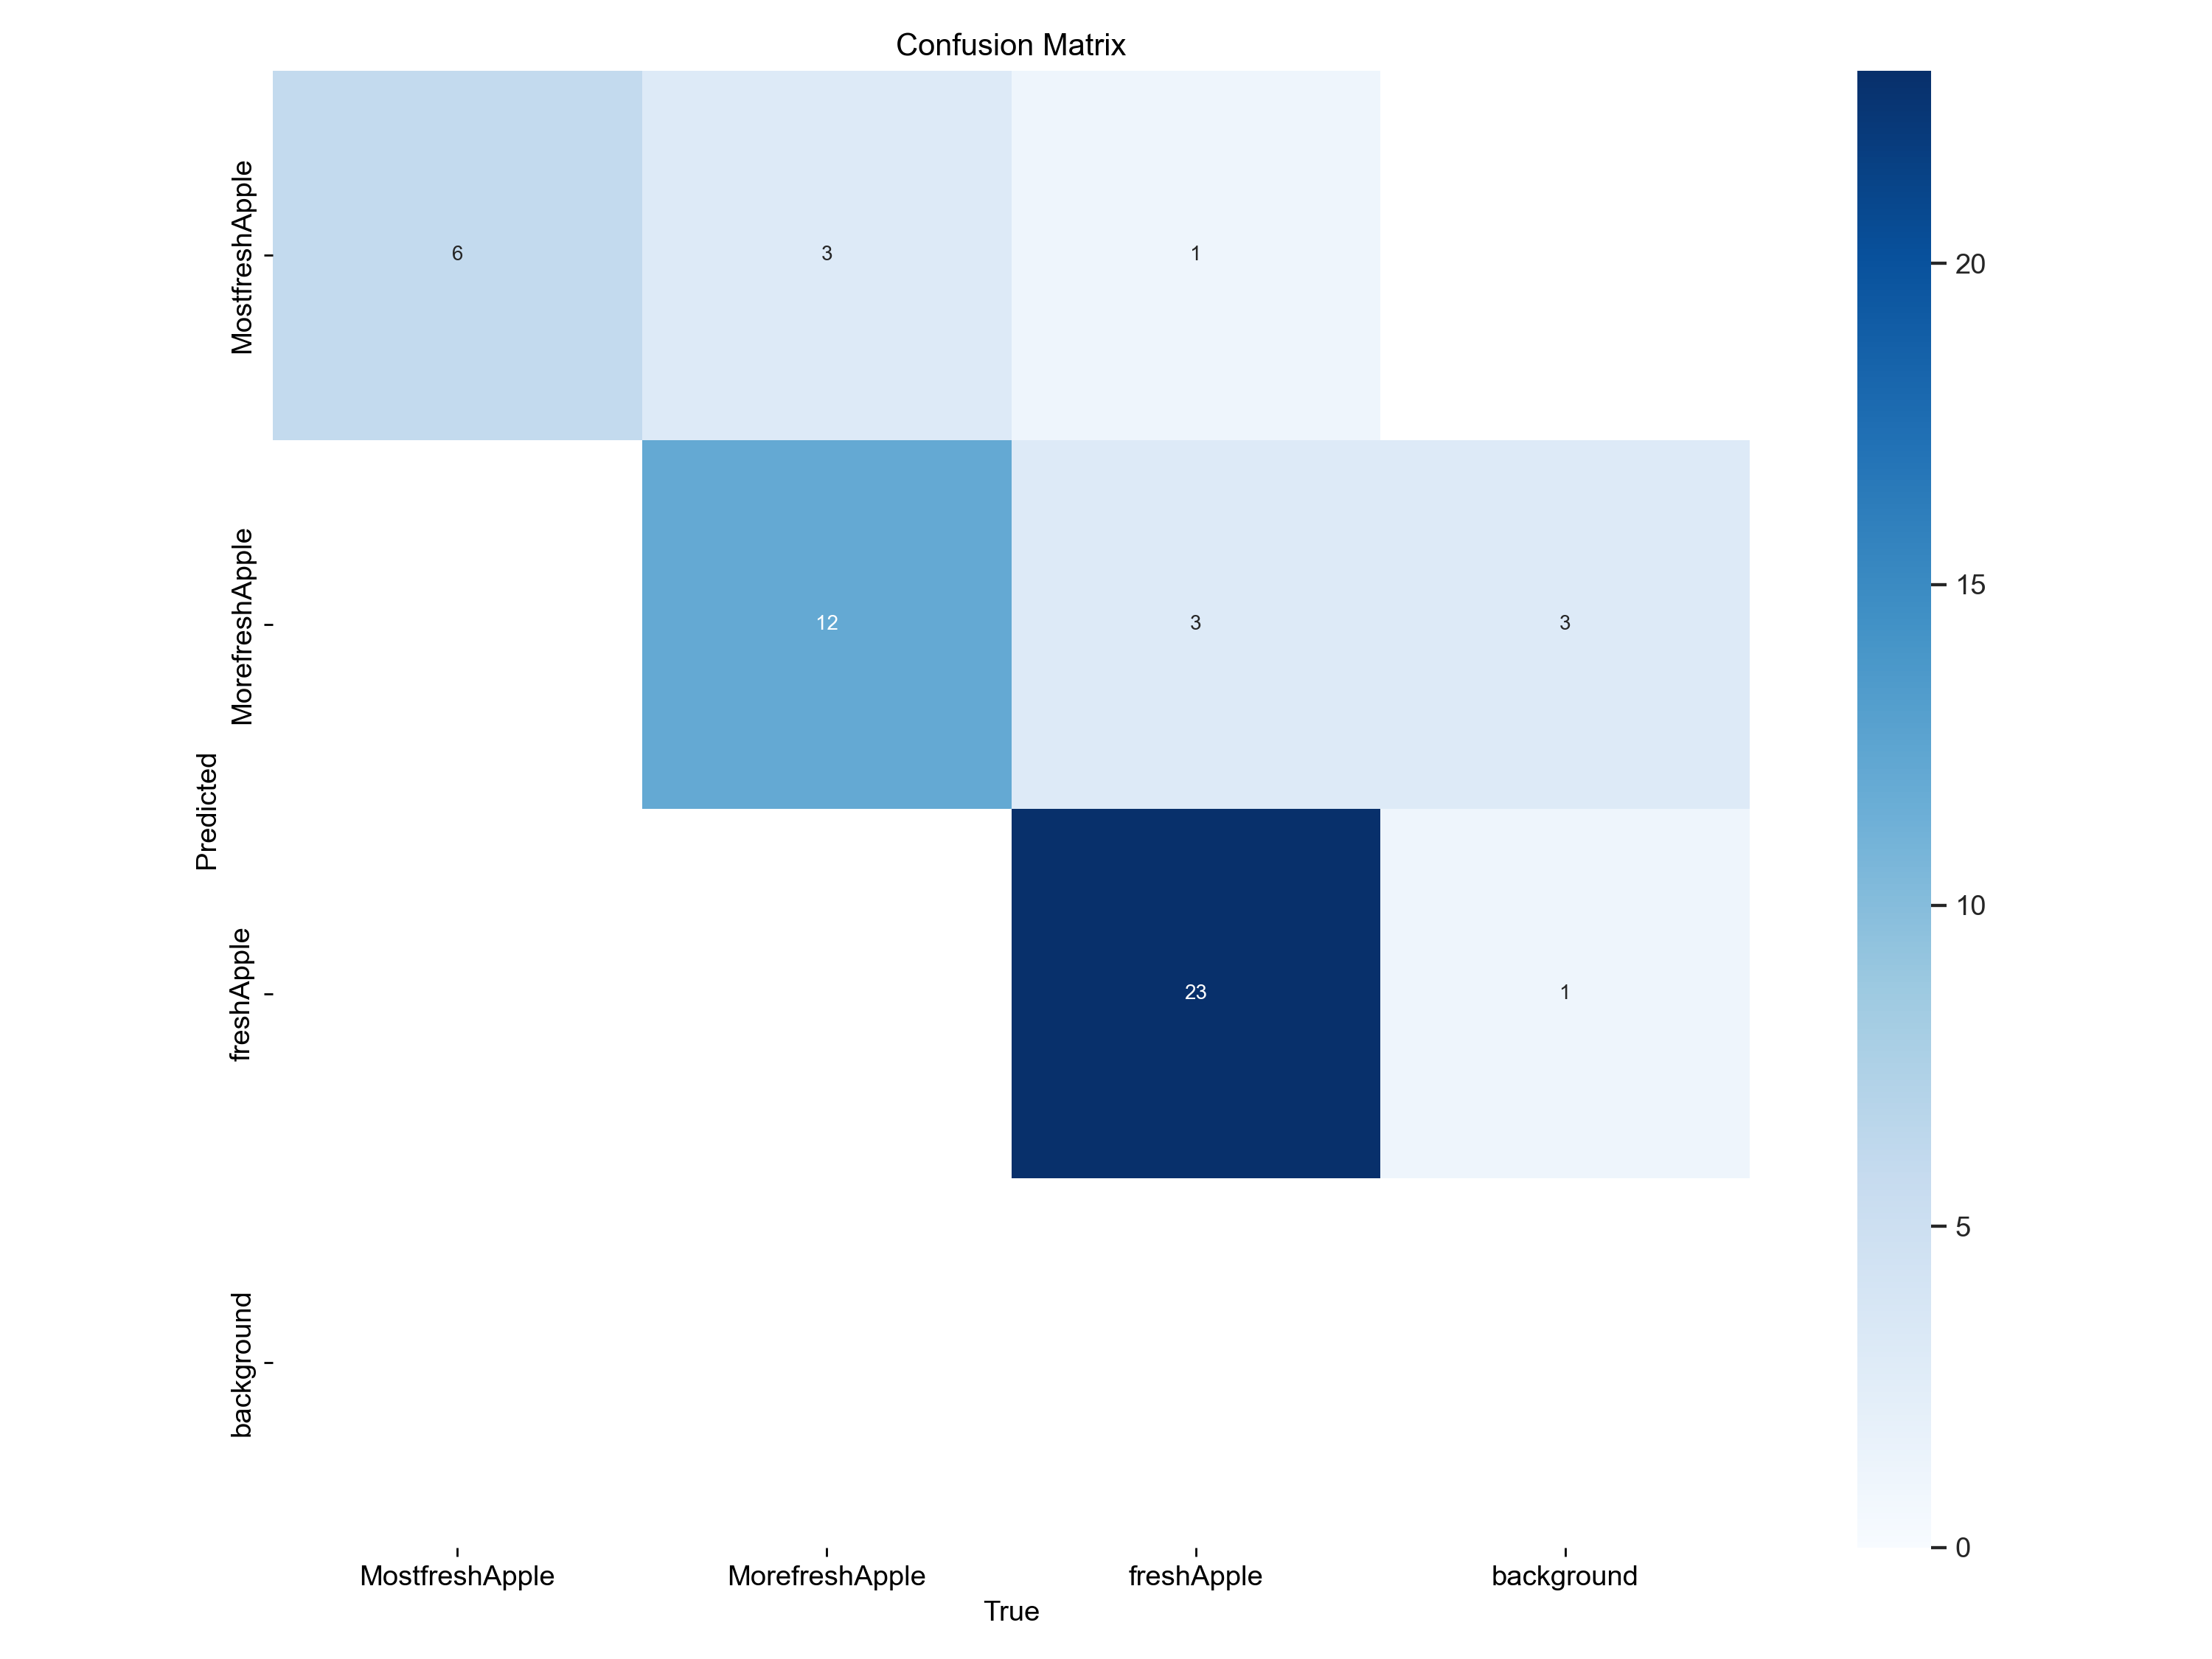 Confusion Matrix
MostfreshApple
6
3
1
MorefreshApple
12
3
3
freshApple
23
1
background
Predicted
MostfreshApple
MorefreshApple
freshApple
background
True
20
15
10
5
0